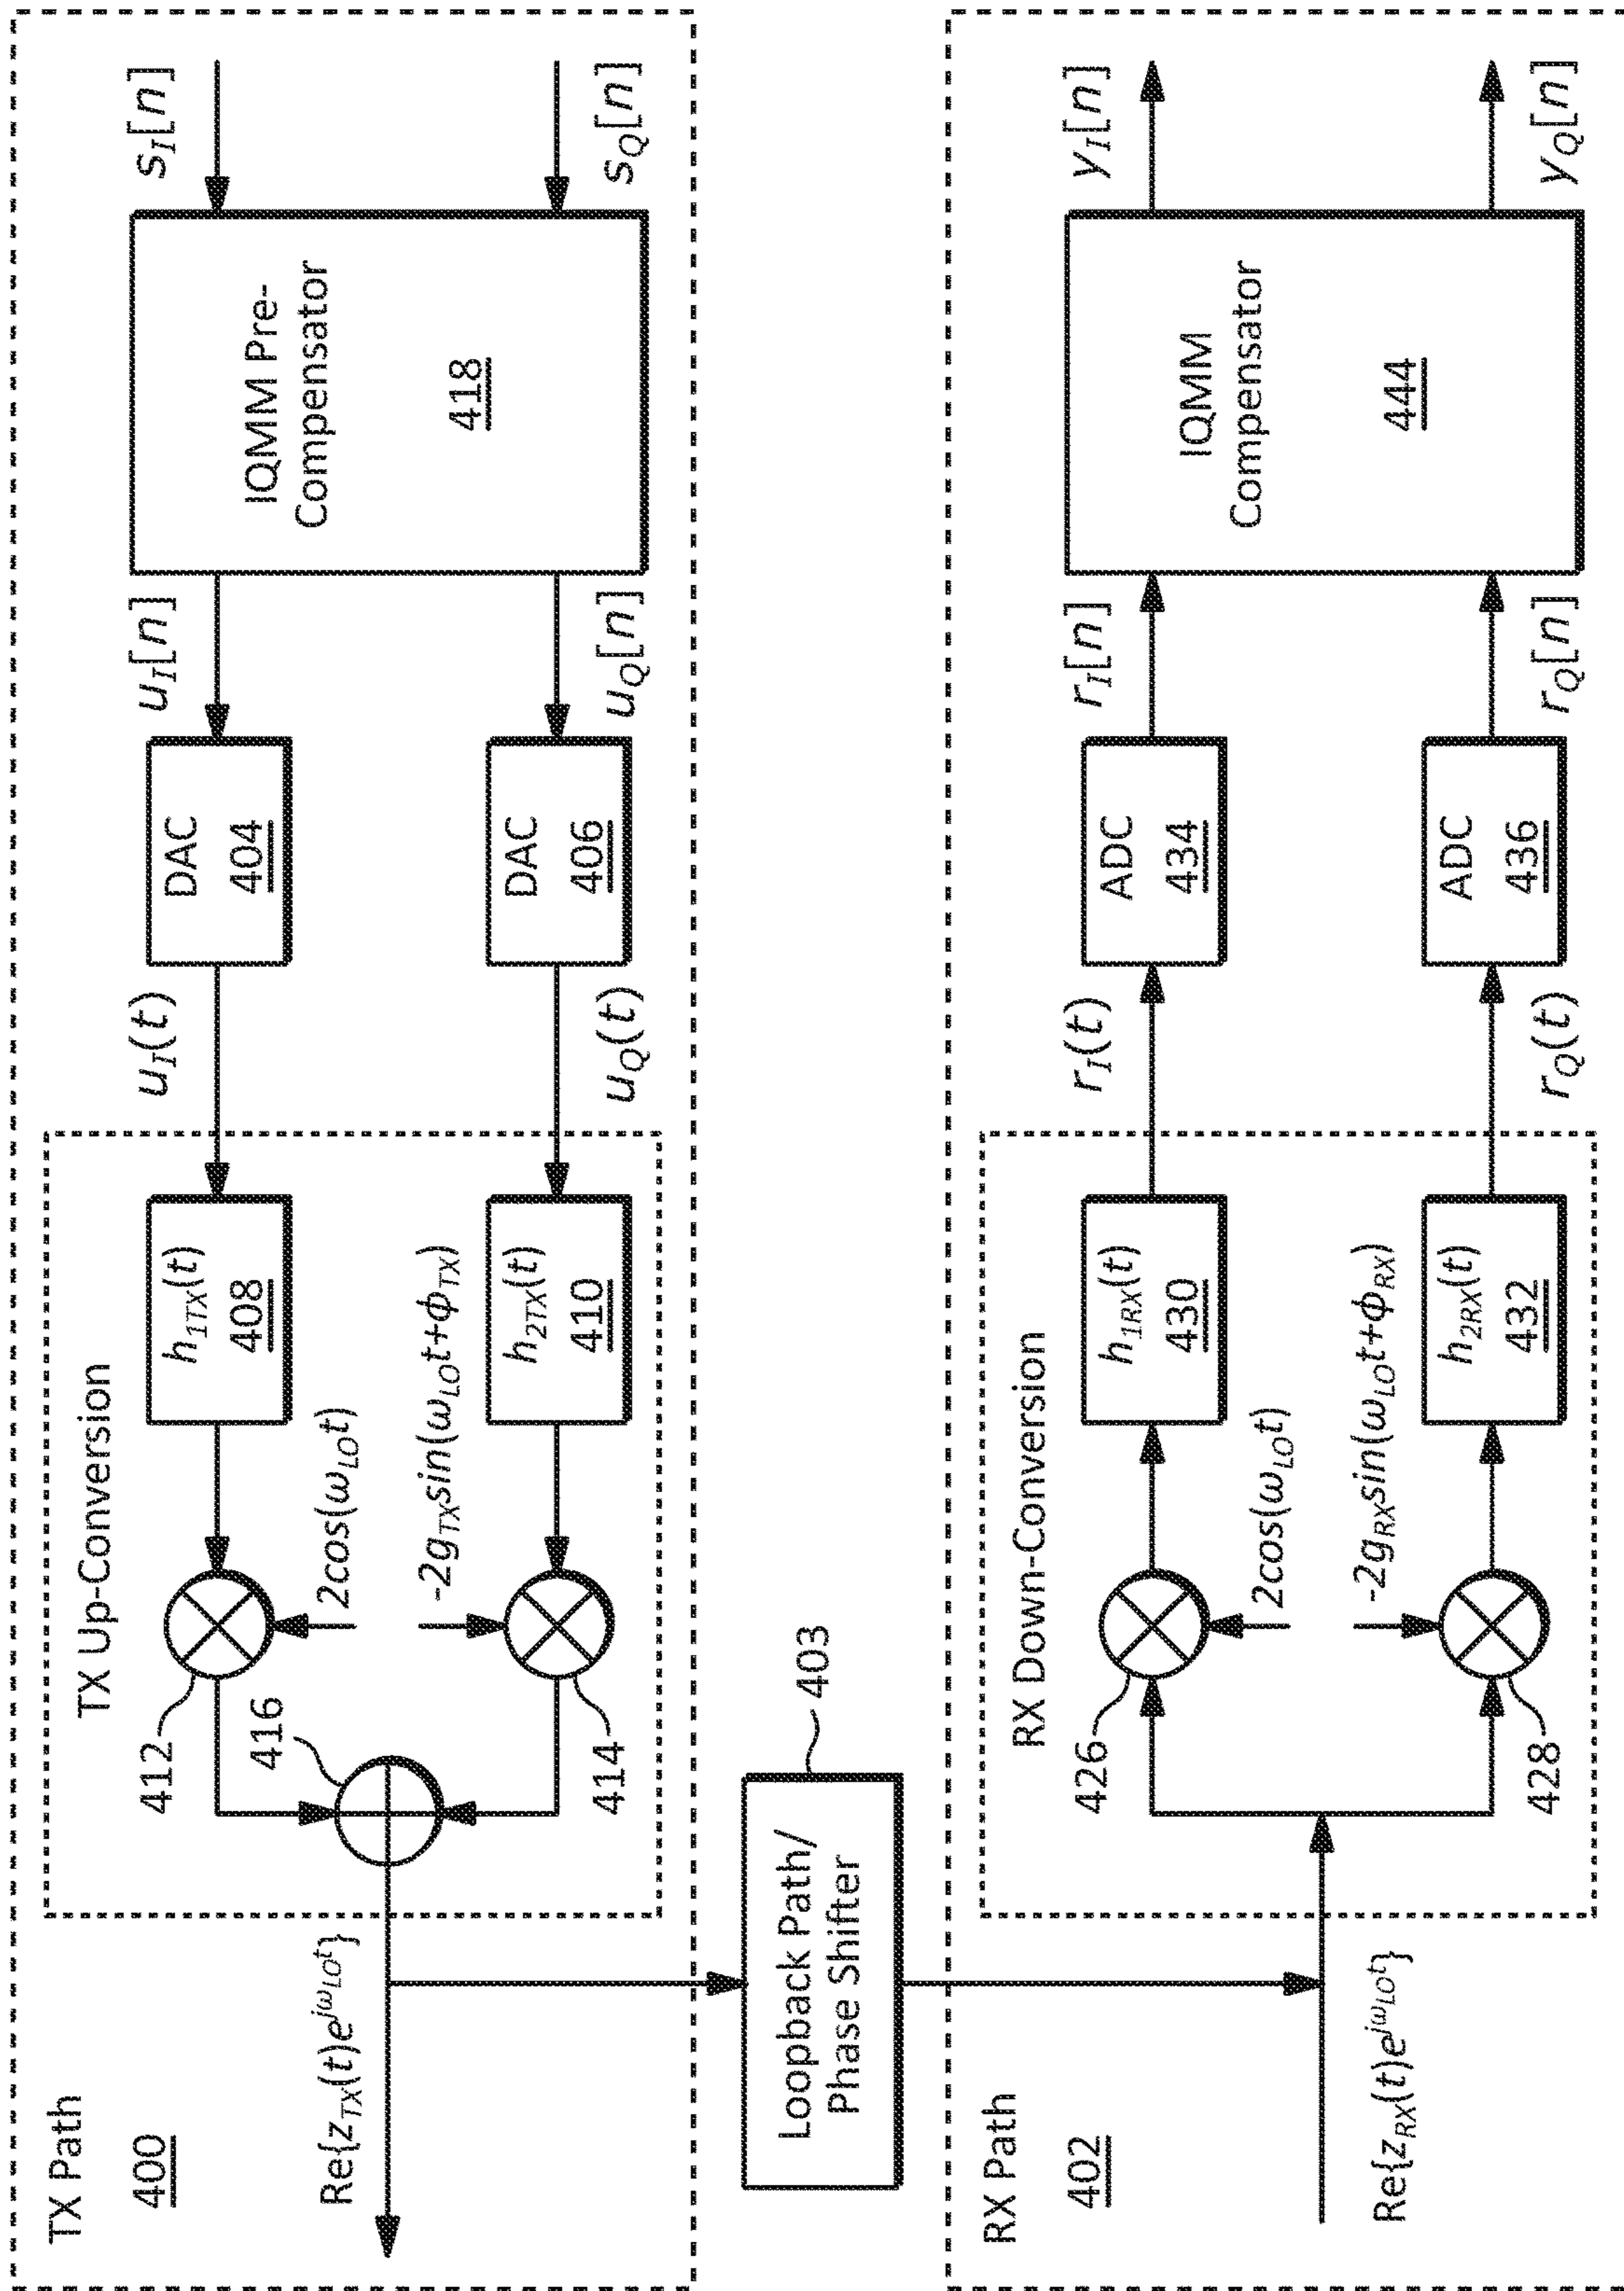 TX Path
400
Re{z_TX(t)e^{jω_LO t}}
TX Up-Conversion
412
416
414
2cos(ω_LO t)
-2g_TX sin(ω_LO t+ϕ_TX)
h_1TX(t)
408
h_2TX(t)
410
u_I(t)
u_Q(t)
DAC
404
DAC
406
u_I[n]
u_Q[n]
IQMM Pre-
Compensator
418
s_I[n]
s_Q[n]
Loopback Path/
Phase Shifter
403
RX Path
402
Re{z_RX(t)e^{jω_LO t}}
RX Down-Conversion
426
428
2cos(ω_LO t)
-2g_RX sin(ω_LO t+ϕ_RX)
h_1RX(t)
430
h_2RX(t)
432
r_I(t)
r_Q(t)
ADC
434
ADC
436
r_I[n]
r_Q[n]
IQMM
Compensator
444
y_I[n]
y_Q[n]